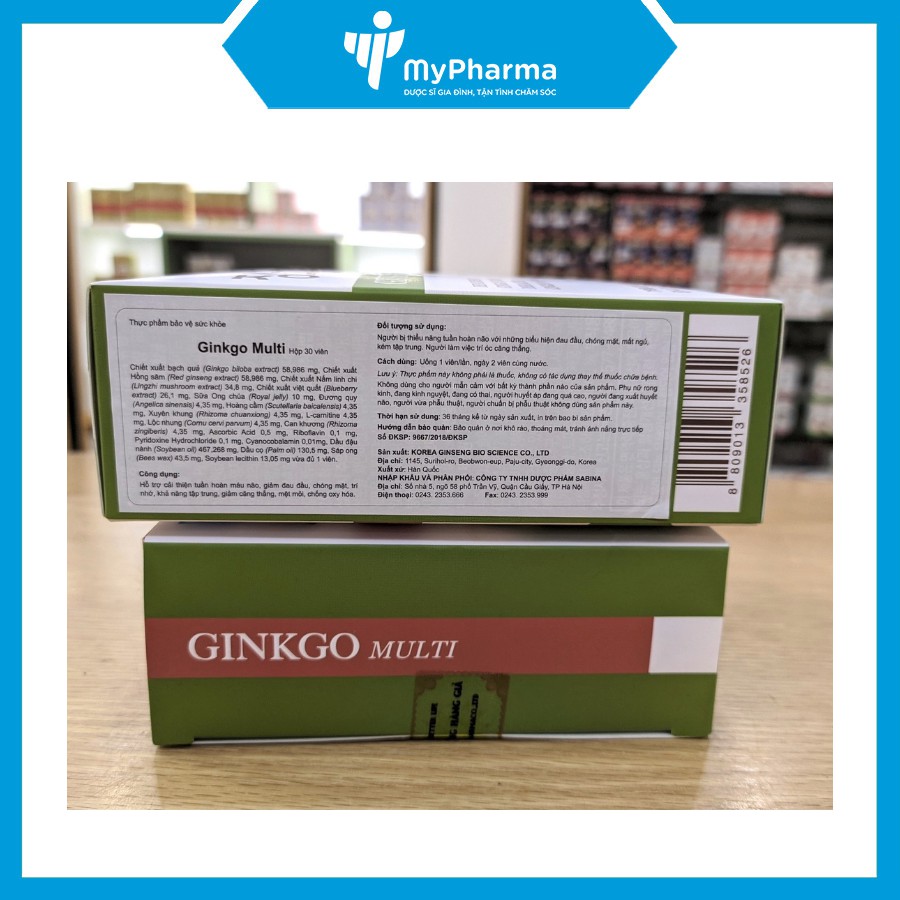 MyPharma
DƯỢC SĨ GIA ĐÌNH, TẬN TÌNH CHĂM SÓC
Thực phẩm bảo vệ sức khỏe
Ginkgo Multi Hộp 30 viên
Chiết xuất bạch quả (Ginkgo biloba extract) 58,986 mg, Chiết xuất
Hồng sâm (Red ginseng extract) 58,986 mg, Chiết xuất Nấm linh chi
(Lingzhi mushroom extract) 34,8 mg, Chiết xuất việt quất (Blueberry
extract) 26,1 mg, Sữa Ong chúa (Royal jelly) 10 mg, Đương quy
(Angelica sinensis) 4,35 mg, Hoàng cầm (Scutellaria baicalensis) 4,35
mg, Xuyên khung (Rhizoma chuanxiong) 4,35 mg, L-carnitine 4,35
mg, Lộc nhung (Cornu cervi parvum) 4,35 mg, Can khương (Rhizoma
zingiberis) 4,35 mg, Ascorbic Acid 0,5 mg, Riboflavin 0,1 mg,
Pyridoxine Hydrochloride 0,1 mg, Cyanocobalamin 0,01mg, Dầu đậu
nành (Soybean oil) 467,268 mg, Dầu cọ (Palm oil) 130,5 mg, Sáp ong
(Bees wax) 43,5 mg, Soybean lecithin 13,05 mg vừa đủ 1 viên.
Công dụng:
Hỗ trợ cải thiện tuần hoàn máu não, giảm đau đầu, chóng mặt, trí
nhớ, khả năng tập trung, giảm căng thẳng, mệt mỏi, chống oxy hóa.
Đối tượng sử dụng:
Người bị thiểu năng tuần hoàn não với những biểu hiện đau đầu, chóng mặt, mất ngủ,
kém tập trung. Người làm việc trí óc căng thẳng.
Cách dùng: Uống 1 viên/lần, ngày 2 viên cùng nước.
Lưu ý: Thực phẩm này không phải là thuốc, không có tác dụng thay thế thuốc chữa bệnh.
Không dùng cho người mẫn cảm với bất kỳ thành phần nào của sản phẩm. Phụ nữ rong
kinh, đang kinh nguyệt, đang có thai, người huyết áp đang quá cao, người đang xuất huyết
não, người vừa phẫu thuật, người chuẩn bị phẫu thuật không dùng sản phẩm này.
Thời hạn sử dụng: 36 tháng kể từ ngày sản xuất, in trên bao bì sản phẩm.
Hướng dẫn bảo quản: Bảo quản ở nơi khô ráo, thoáng mát, tránh ánh nắng trực tiếp
Số ĐKSP: 9667/2018/ĐKSP
Sản xuất: KOREA GINSENG BIO SCIENCE CO., LTD
Địa chỉ: 1145, Surihol-ro, Beobwon-eup, Paju-city, Gyeonggi-do, Korea
Xuất xứ: Hàn Quốc
NHẬP KHẨU VÀ PHÂN PHỐI: CÔNG TY TNHH DƯỢC PHẨM SABINA
Địa chỉ: Số nhà 5, ngõ 58 phố Trần Vỹ, Quận Cầu Giấy, TP Hà Nội
Điện thoại: 0243. 2353.666 Fax: 0243. 2353.999
8 809013 358526
GINKGO MULTI
HÀNG GIẢ